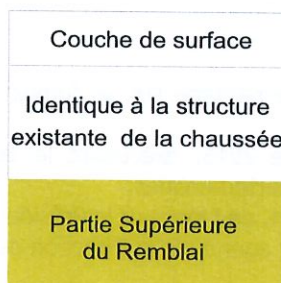 Couche de surface
Identique à la structure
existante de la chaussée
Partie Supérieure
du Remblai